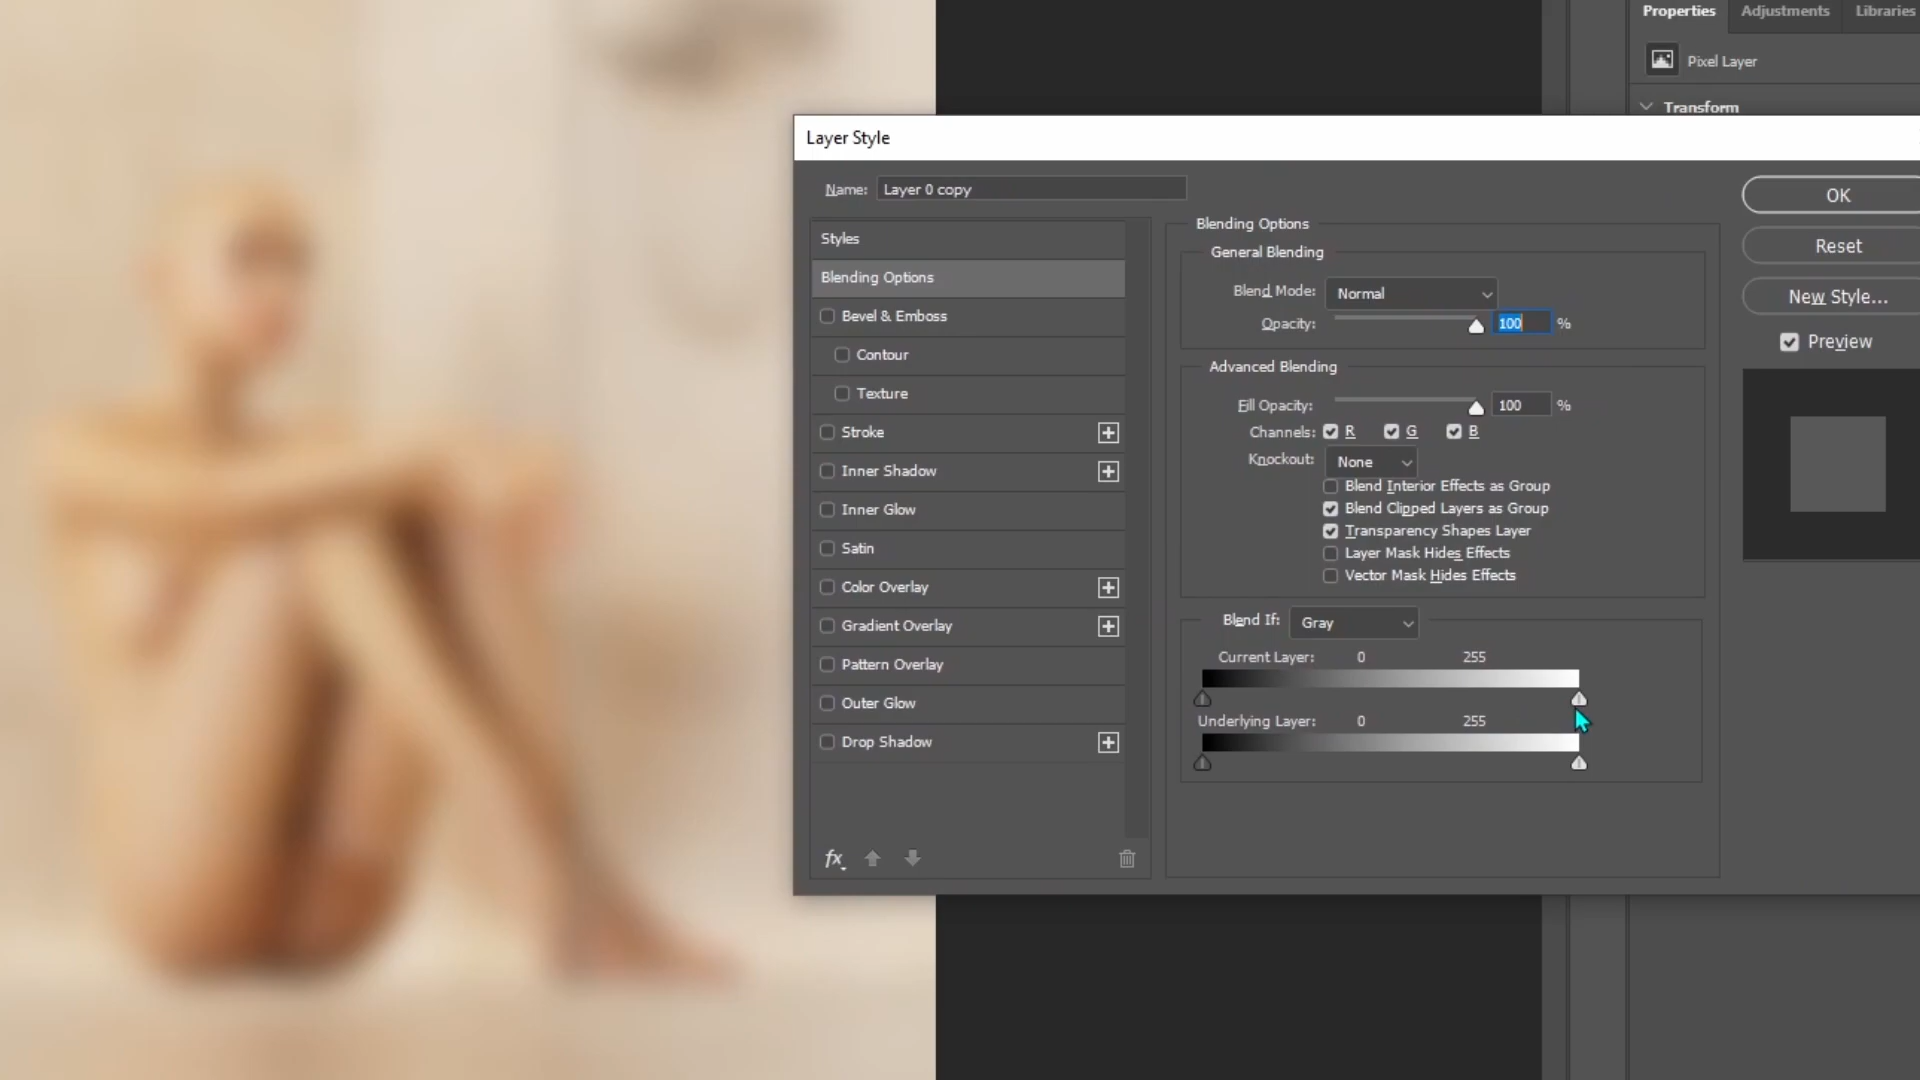 Properties Adjustments Libraries
Pixel Layer
Transform
Layer Style
Name: Layer 0 copy
Styles
Blending Options
Bevel & Emboss
Contour
Texture
Stroke
Inner Shadow
Inner Glow
Satin
Color Overlay
Gradient Overlay
Pattern Overlay
Outer Glow
Drop Shadow
fx
Blending Options
General Blending
Blend Mode: Normal
Opacity: 100 %
Advanced Blending
Fill Opacity: 100 %
Channels: R G B
Knockout: None
Blend Interior Effects as Group
Blend Clipped Layers as Group
Transparency Shapes Layer
Layer Mask Hides Effects
Vector Mask Hides Effects
Blend If: Gray
Current Layer: 0 255
Underlying Layer: 0 255
OK
Reset
New Style...
Preview